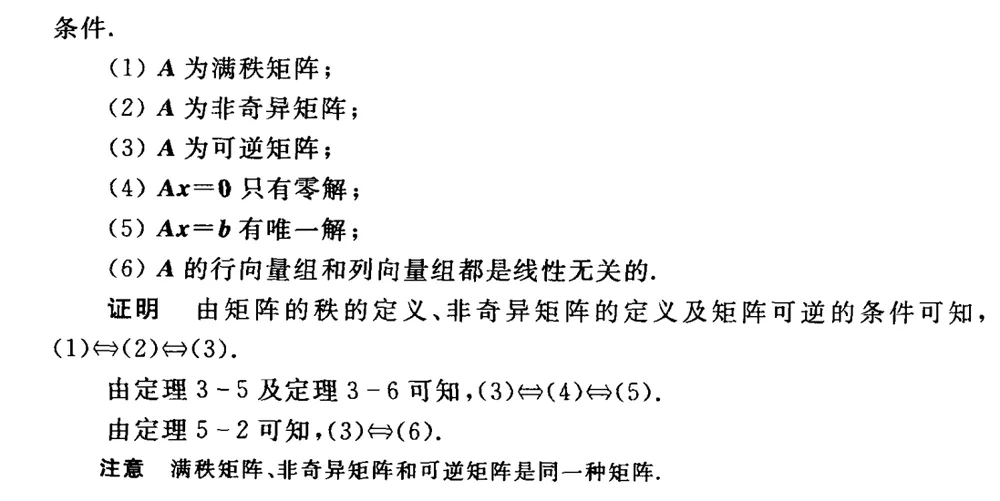 条件.
(1) A 为满秩矩阵;
(2) A 为非奇异矩阵;
(3) A 为可逆矩阵;
(4) Ax=0 只有零解;
(5) Ax=b 有唯一解;
(6) A 的行向量组和列向量组都是线性无关的.
证明 由矩阵的秩的定义、非奇异矩阵的定义及矩阵可逆的条件可知,
(1)⇔(2)⇔(3).
由定理 3-5 及定理 3-6 可知,(3)⇔(4)⇔(5).
由定理 5-2 可知,(3)⇔(6).
注意 满秩矩阵、非奇异矩阵和可逆矩阵是同一种矩阵.